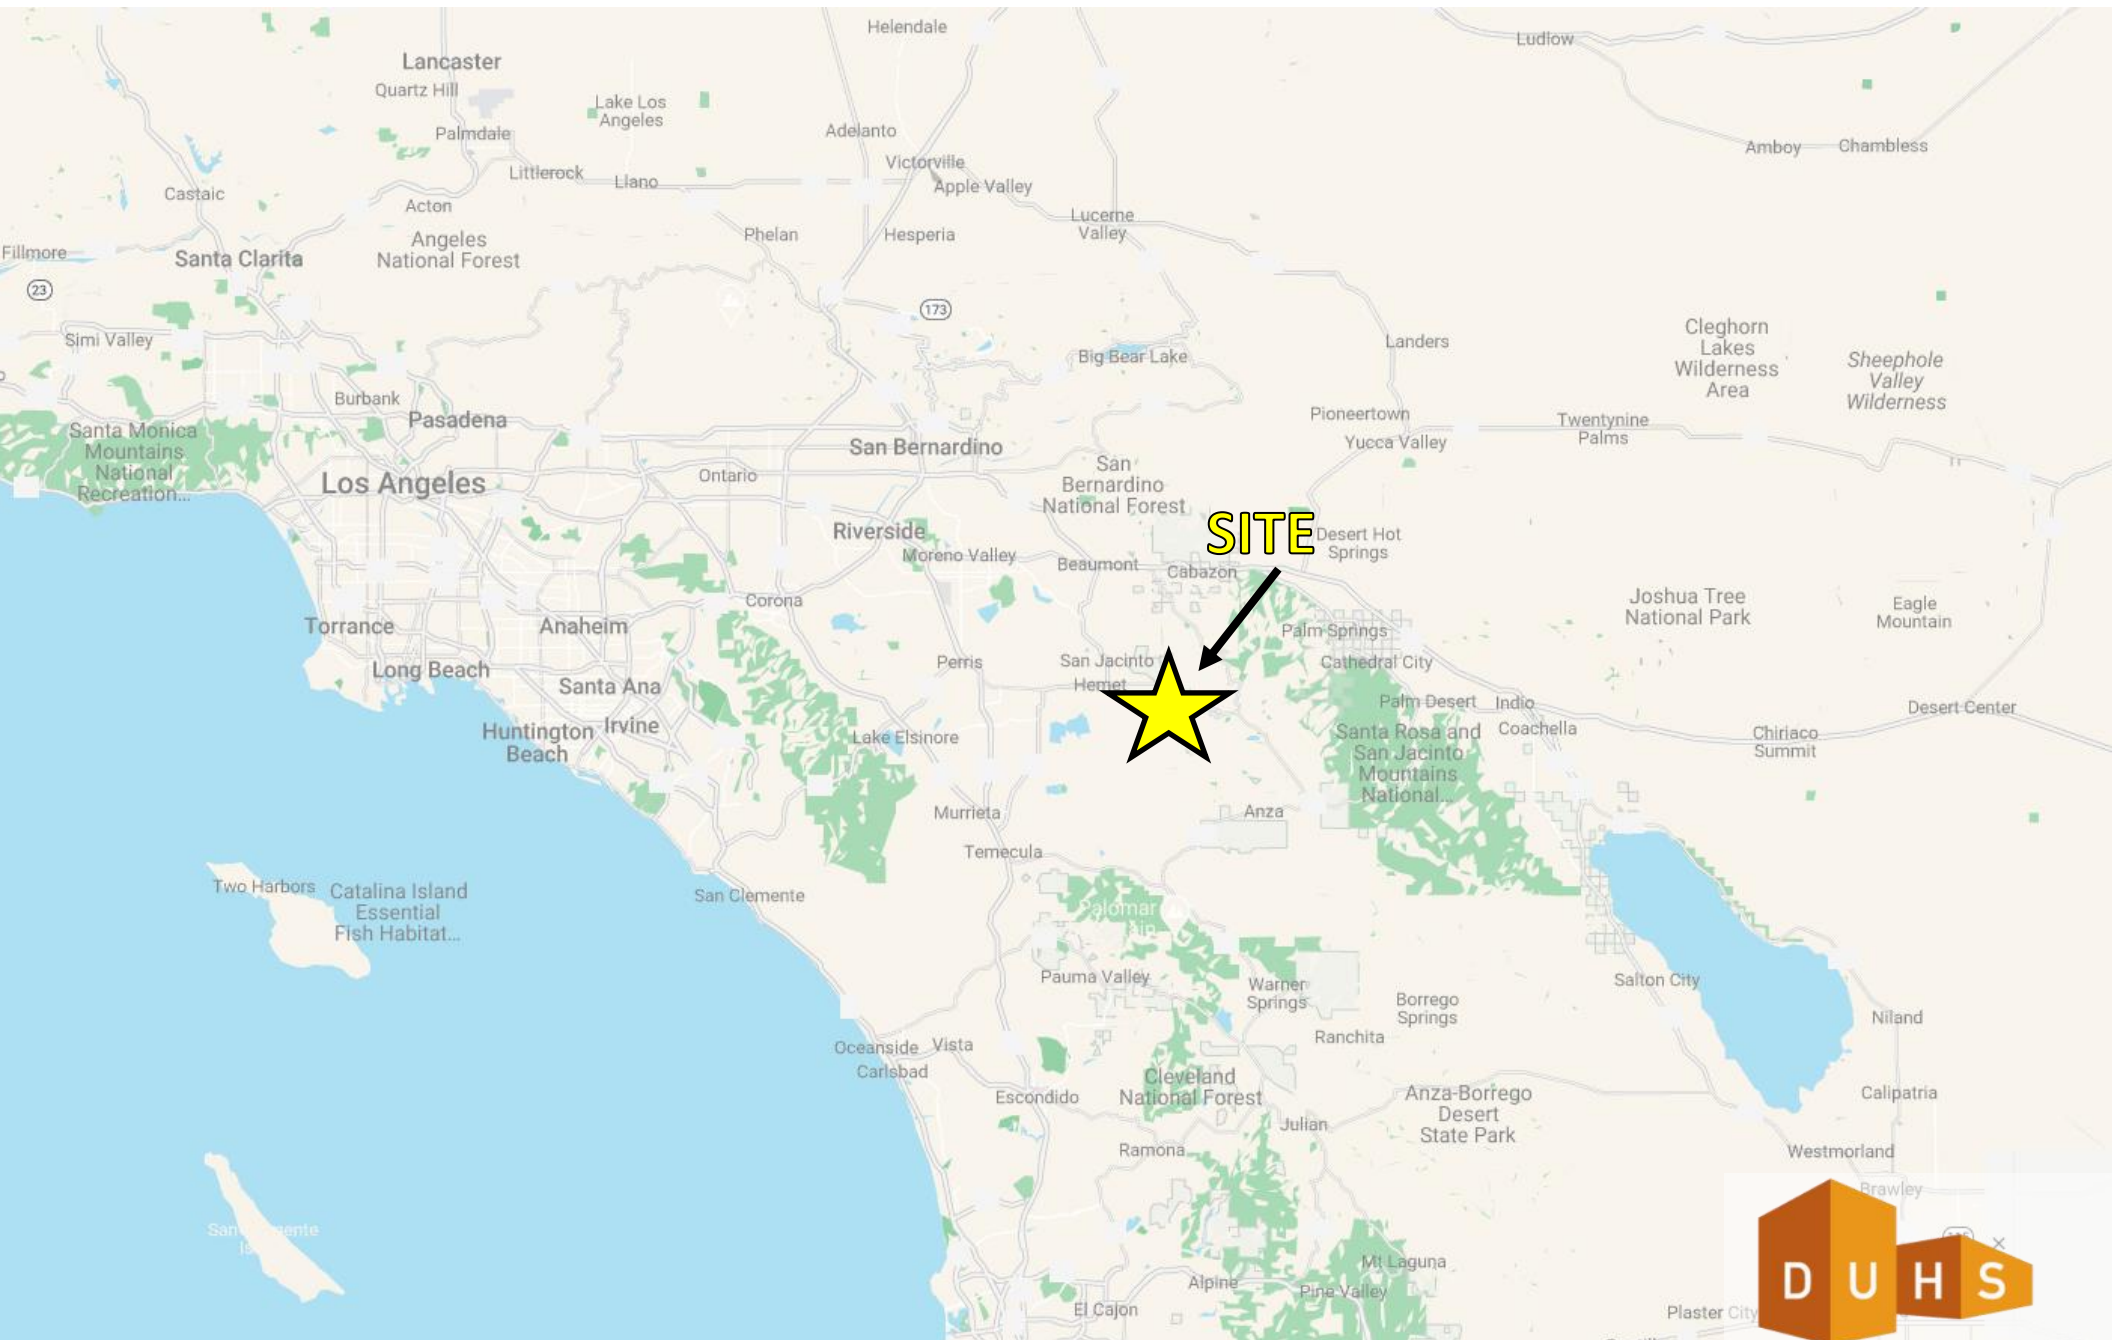 Helendale
Ludlow
Lancaster
Quartz Hill
Lake Los
Angeles
Palmdale
Adelanto
Amboy
Chambless
Victorville
Littlerock
Llano
Apple Valley
Castaic
Acton
Lucerne
Valley
Angeles
National Forest
Phelan
Hesperia
Fillmore
Santa Clarita
23
173
Cleghorn
Lakes
Wilderness
Area
Sheephole
Valley
Wilderness
Simi Valley
Landers
Big Bear Lake
Burbank
Pasadena
Pioneertown
Twentynine
Palms
Santa Monica
Mountains
National
Recreation...
Yucca Valley
San Bernardino
Los Angeles
Ontario
San
Bernardino
National Forest
Riverside
SITE
Desert Hot
Springs
Moreno Valley
Beaumont
Cabazon
Corona
Joshua Tree
National Park
Eagle
Mountain
Torrance
Anaheim
Palm Springs
Long Beach
Perris
San Jacinto
Cathedral City
Santa Ana
Hemet
Palm Desert
Indio
Desert Center
Huntington
Beach
Irvine
Lake Elsinore
Santa Rosa and
San Jacinto
Mountains
National...
Coachella
Chiriaco
Summit
Murrieta
Anza
Temecula
Two Harbors
Catalina Island
Essential
Fish Habitat...
San Clemente
Palomar
Pauma Valley
Warner
Springs
Salton City
Borrego
Springs
Niland
Ranchita
Oceanside
Vista
Carlsbad
Cleveland
National Forest
Escondido
Anza-Borrego
Desert
State Park
Calipatria
Julian
Ramona
Westmorland
Brawley
Mt Laguna
Alpine
Pine Valley
El Cajon
Plaster City
DUHS